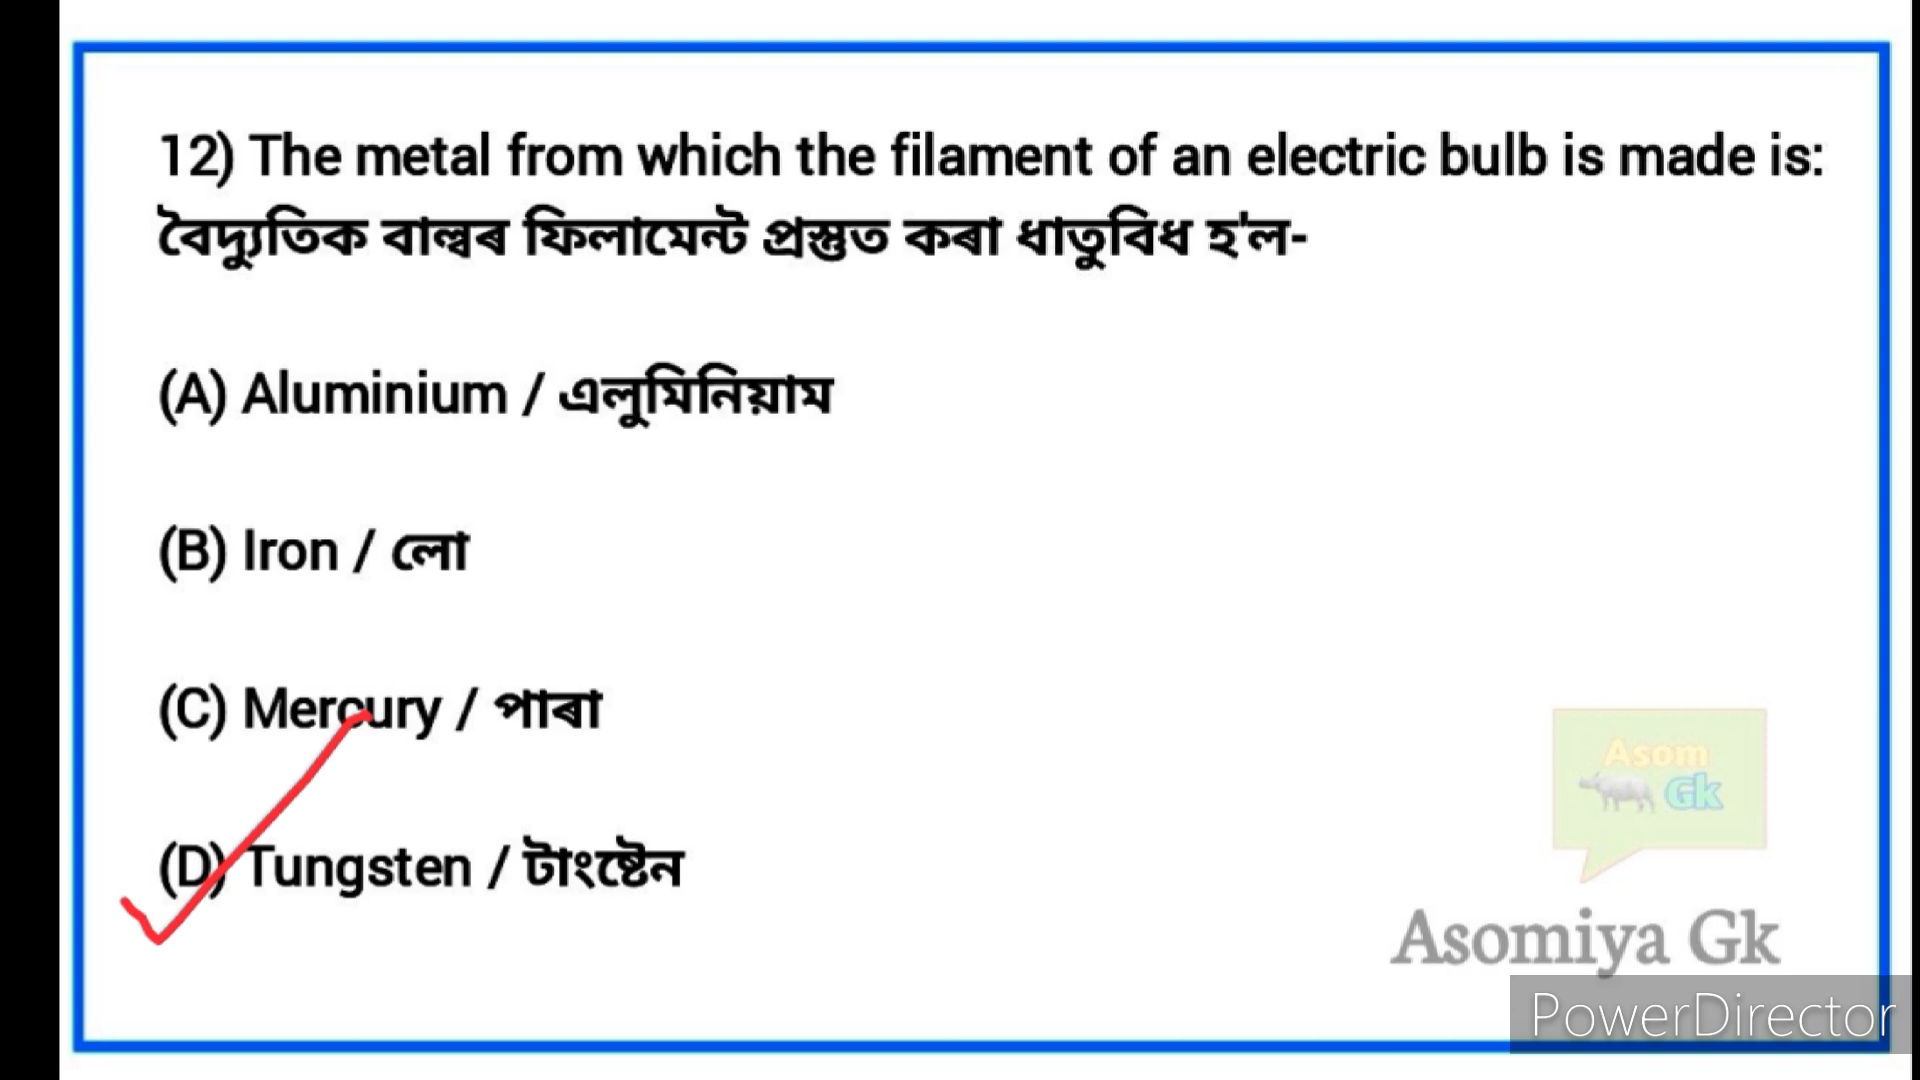 12) The metal from which the filament of an electric bulb is made is:
বৈদ্যুতিক বাল্বৰ ফিলামেন্ট প্ৰস্তুত কৰা ধাতুবিধ হ'ল-
(A) Aluminium / এলুমিনিয়াম
(B) Iron / লো
(C) Mercury / পাৰা
(D) Tungsten / টাংষ্টেন
Asom
Gk
Asomiya Gk
PowerDirector